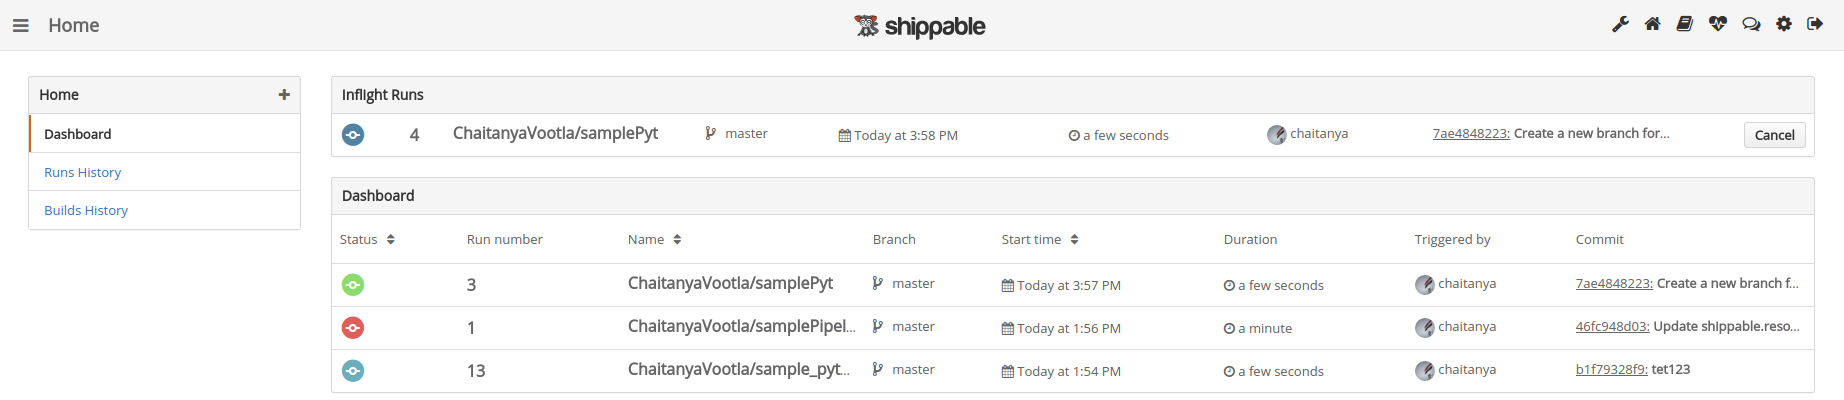 Home
shippable
Home
Dashboard
Runs History
Builds History
Inflight Runs
4 ChaitanyaVootla/samplePyt master Today at 3:58 PM a few seconds chaitanya 7ae4848223: Create a new branch for... Cancel
Dashboard
Status Run number Name Branch Start time Duration Triggered by Commit
3 ChaitanyaVootla/samplePyt master Today at 3:57 PM a few seconds chaitanya 7ae4848223: Create a new branch f...
1 ChaitanyaVootla/samplePipel... master Today at 1:56 PM a minute chaitanya 46fc948d03: Update shippable.reso...
13 ChaitanyaVootla/sample_pyt... master Today at 1:54 PM a few seconds chaitanya b1f79328f9: tet123